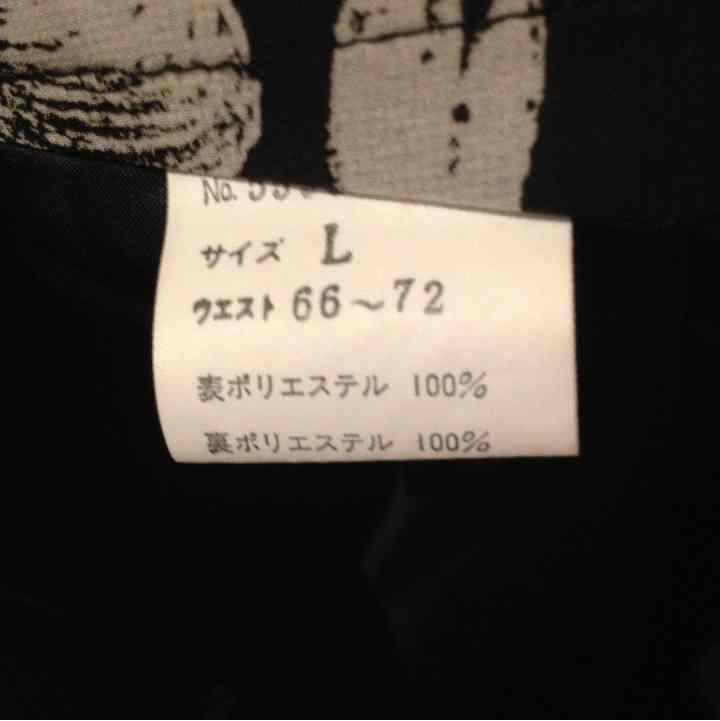 No.
サイズ L
ウエスト 66～72
表ポリエステル 100%
裏ポリエステル 100%